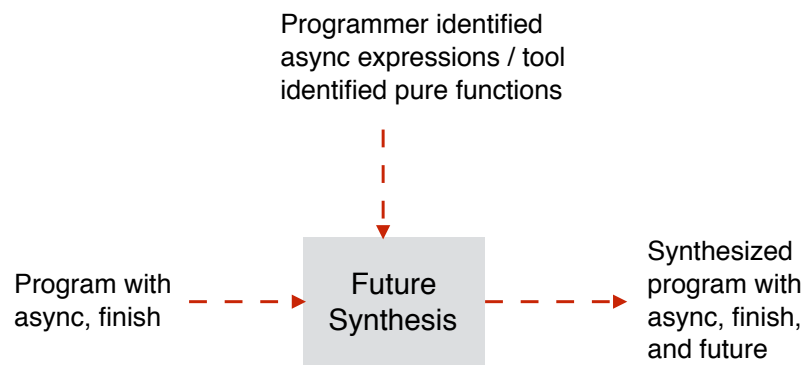 Programmer identified
async expressions / tool
identified pure functions
Program with
async, finish
Future
Synthesis
Synthesized
program with
async, finish,
and future